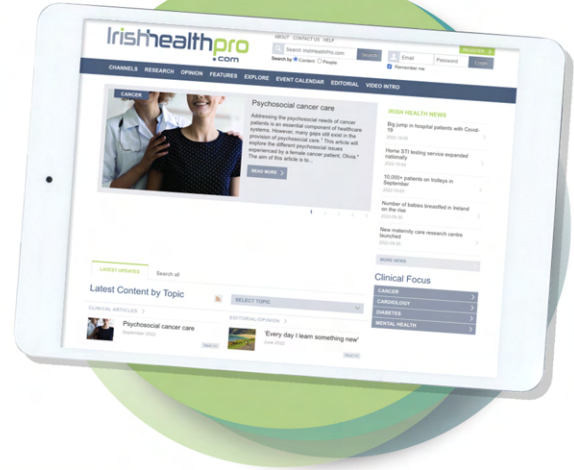 Irishhealthpro
.com
ABOUT CONTACT US HELP
Search IrishHealthPro.com
Search
Search by Content People
REGISTER
Email
Password
Login
Remember me
CHANNELS RESEARCH OPINION FEATURES EXPLORE EVENT CALENDAR EDITORIAL VIDEO INTRO
CANCER
Psychosocial cancer care
Addressing the psychosocial needs of cancer
patients is an essential component of healthcare
systems. However, many gaps still exist in the
provision of psychosocial care." This article will
explore the different psychosocial issues
experienced by a female cancer patient, Olivia.*
The aim of this article is to...
READ MORE
1 2 3 4 5
IRISH HEALTH NEWS
Big jump in hospital patients with Covid-
19
Home STI testing service expanded
nationally
10,000+ patients on trolleys in
September
Number of babies breastfed in Ireland
on the rise
New maternity care research centre
launched
MORE NEWS
Clinical Focus
CANCER
CARDIOLOGY
DIABETES
MENTAL HEALTH
LATEST UPDATES
Search all
Latest Content by Topic
SELECT TOPIC
CLINICAL ARTICLES
Psychosocial cancer care
September 2022
EDITORIAL/OPINION
'Every day I learn something new'
June 2022